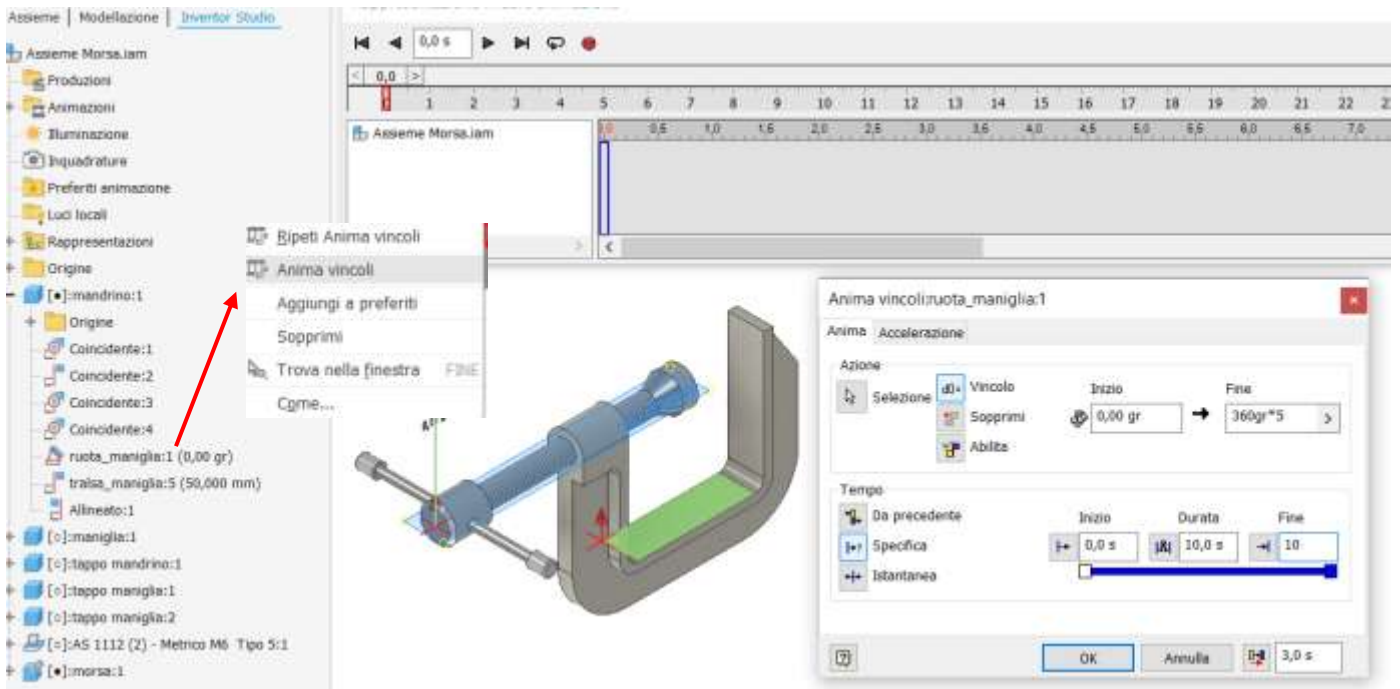 Assieme | Modellazione | Inventor Studio
Assieme Morsa.iam
Produzioni
Animazioni
Illuminazione
Inquadrature
Preferiti animazione
Luci locali
Rappresentazioni
Origine
[•]:mandrino:1
Origine
Coincidente:1
Coincidente:2
Coincidente:3
Coincidente:4
ruota_maniglia:1 (0,00 gr)
tralsa_maniglia:5 (50,000 mm)
Allineato:1
[○]:maniglia:1
[○]:tappo mandrino:1
[○]:tappo maniglia:1
[○]:tappo maniglia:2
[○]:AS 1112 (2) - Metrico M6 Tipo 5:1
[•]:morsa:1
0,0 s
< 0,0 >
0 1 2 3 4 5 6 7 8 9 10 11 12 13 14 15 16 17 18 19 20 21 22
Assieme Morsa.iam
0,0 0,5 1,0 1,5 2,0 2,5 3,0 3,5 4,0 4,5 5,0 5,5 6,0 6,5 7,0
Ripeti Anima vincoli
Anima vincoli
Aggiungi a preferiti
Sopprimi
Trova nella finestra FINE
Come...
Anima vincoli:ruota_maniglia:1
Anima Accelerazione
Azione
Selezione
Vincolo
Sopprimi
Abilita
Inizio Fine
0,00 gr 360gr*5 >
Tempo
Da precedente
Specifica
Istantanea
Inizio Durata Fine
0,0 s 10,0 s 10
OK Annulla 3,0 s